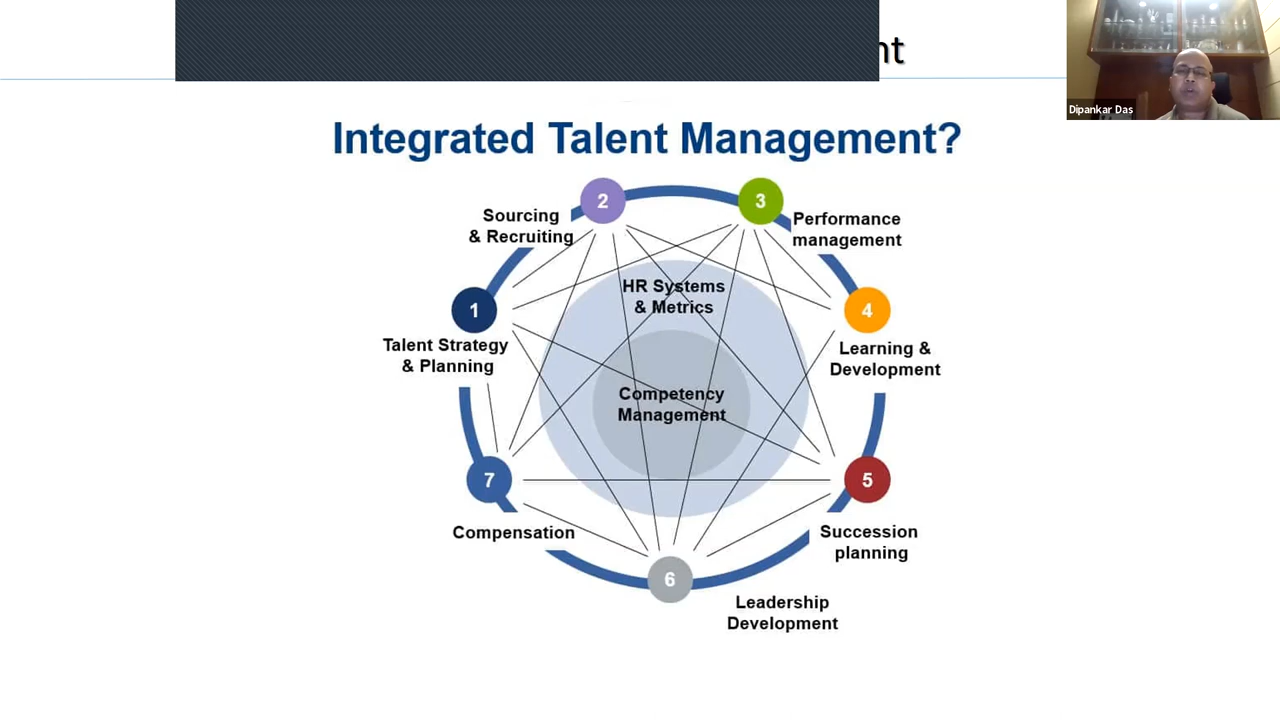 Dipankar Das
Integrated Talent Management?
2
3
Sourcing
& Recruiting
Performance
management
HR Systems
& Metrics
1
4
Talent Strategy
& Planning
Learning &
Development
Competency
Management
7
5
Compensation
Succession
planning
6
Leadership
Development